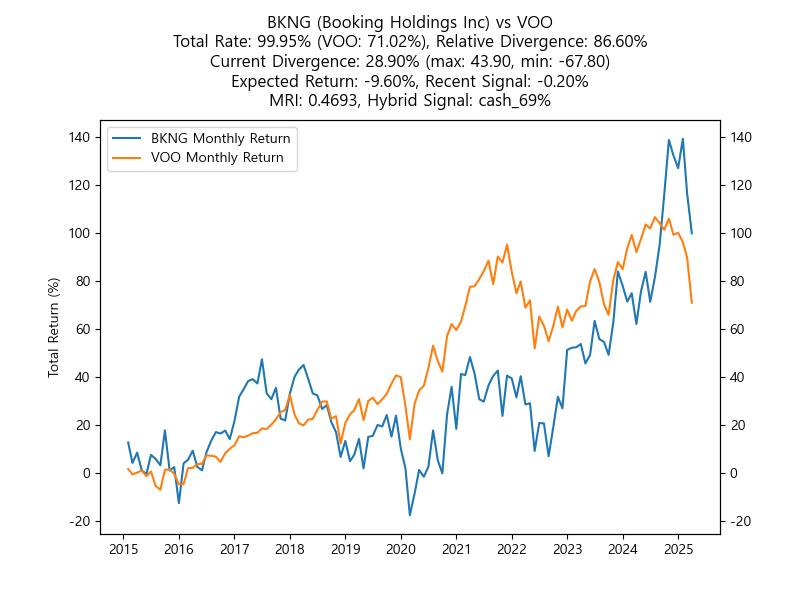 BKNG (Booking Holdings Inc) vs VOO
Total Rate: 99.95% (VOO: 71.02%), Relative Divergence: 86.60%
Current Divergence: 28.90% (max: 43.90, min: -67.80)
Expected Return: -9.60%, Recent Signal: -0.20%
MRI: 0.4693, Hybrid Signal: cash_69%
BKNG Monthly Return
VOO Monthly Return
Total Return (%)
140
120
100
80
60
40
20
0
-20
140
120
100
80
60
40
20
0
-20
2015 2016 2017 2018 2019 2020 2021 2022 2023 2024 2025